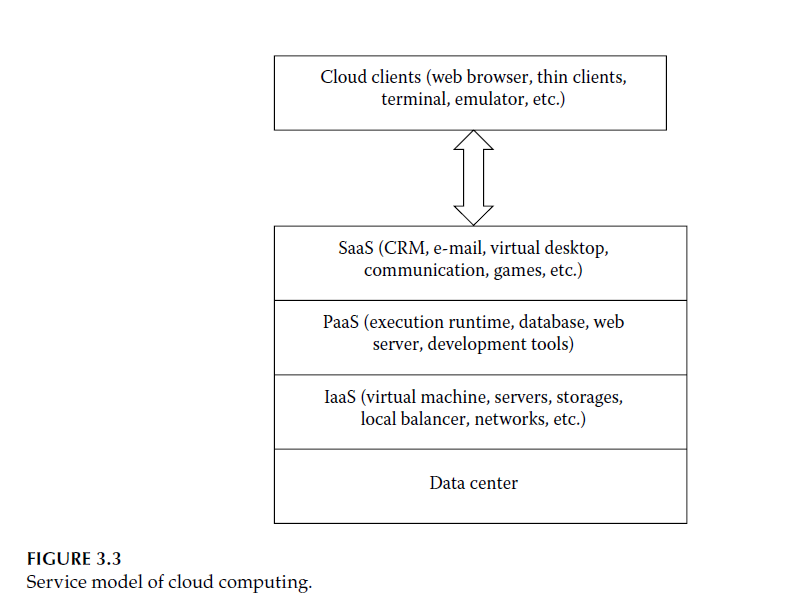 Cloud clients (web browser, thin clients,
terminal, emulator, etc.)
SaaS (CRM, e-mail, virtual desktop,
communication, games, etc.)
PaaS (execution runtime, database, web
server, development tools)
IaaS (virtual machine, servers, storages,
local balancer, networks, etc.)
Data center
FIGURE 3.3
Service model of cloud computing.